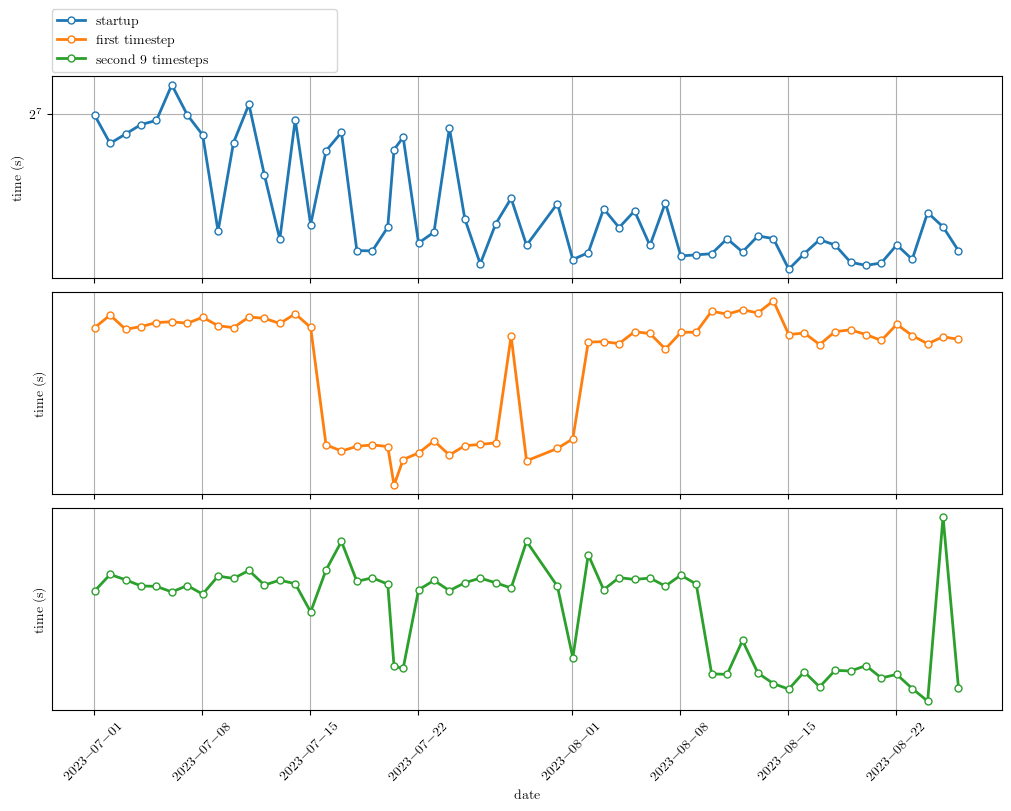 startup
first timestep
second 9 timesteps
2^7
time (s)
time (s)
time (s)
2023−07−01
2023−07−08
2023−07−15
2023−07−22
2023−08−01
2023−08−08
2023−08−15
2023−08−22
date